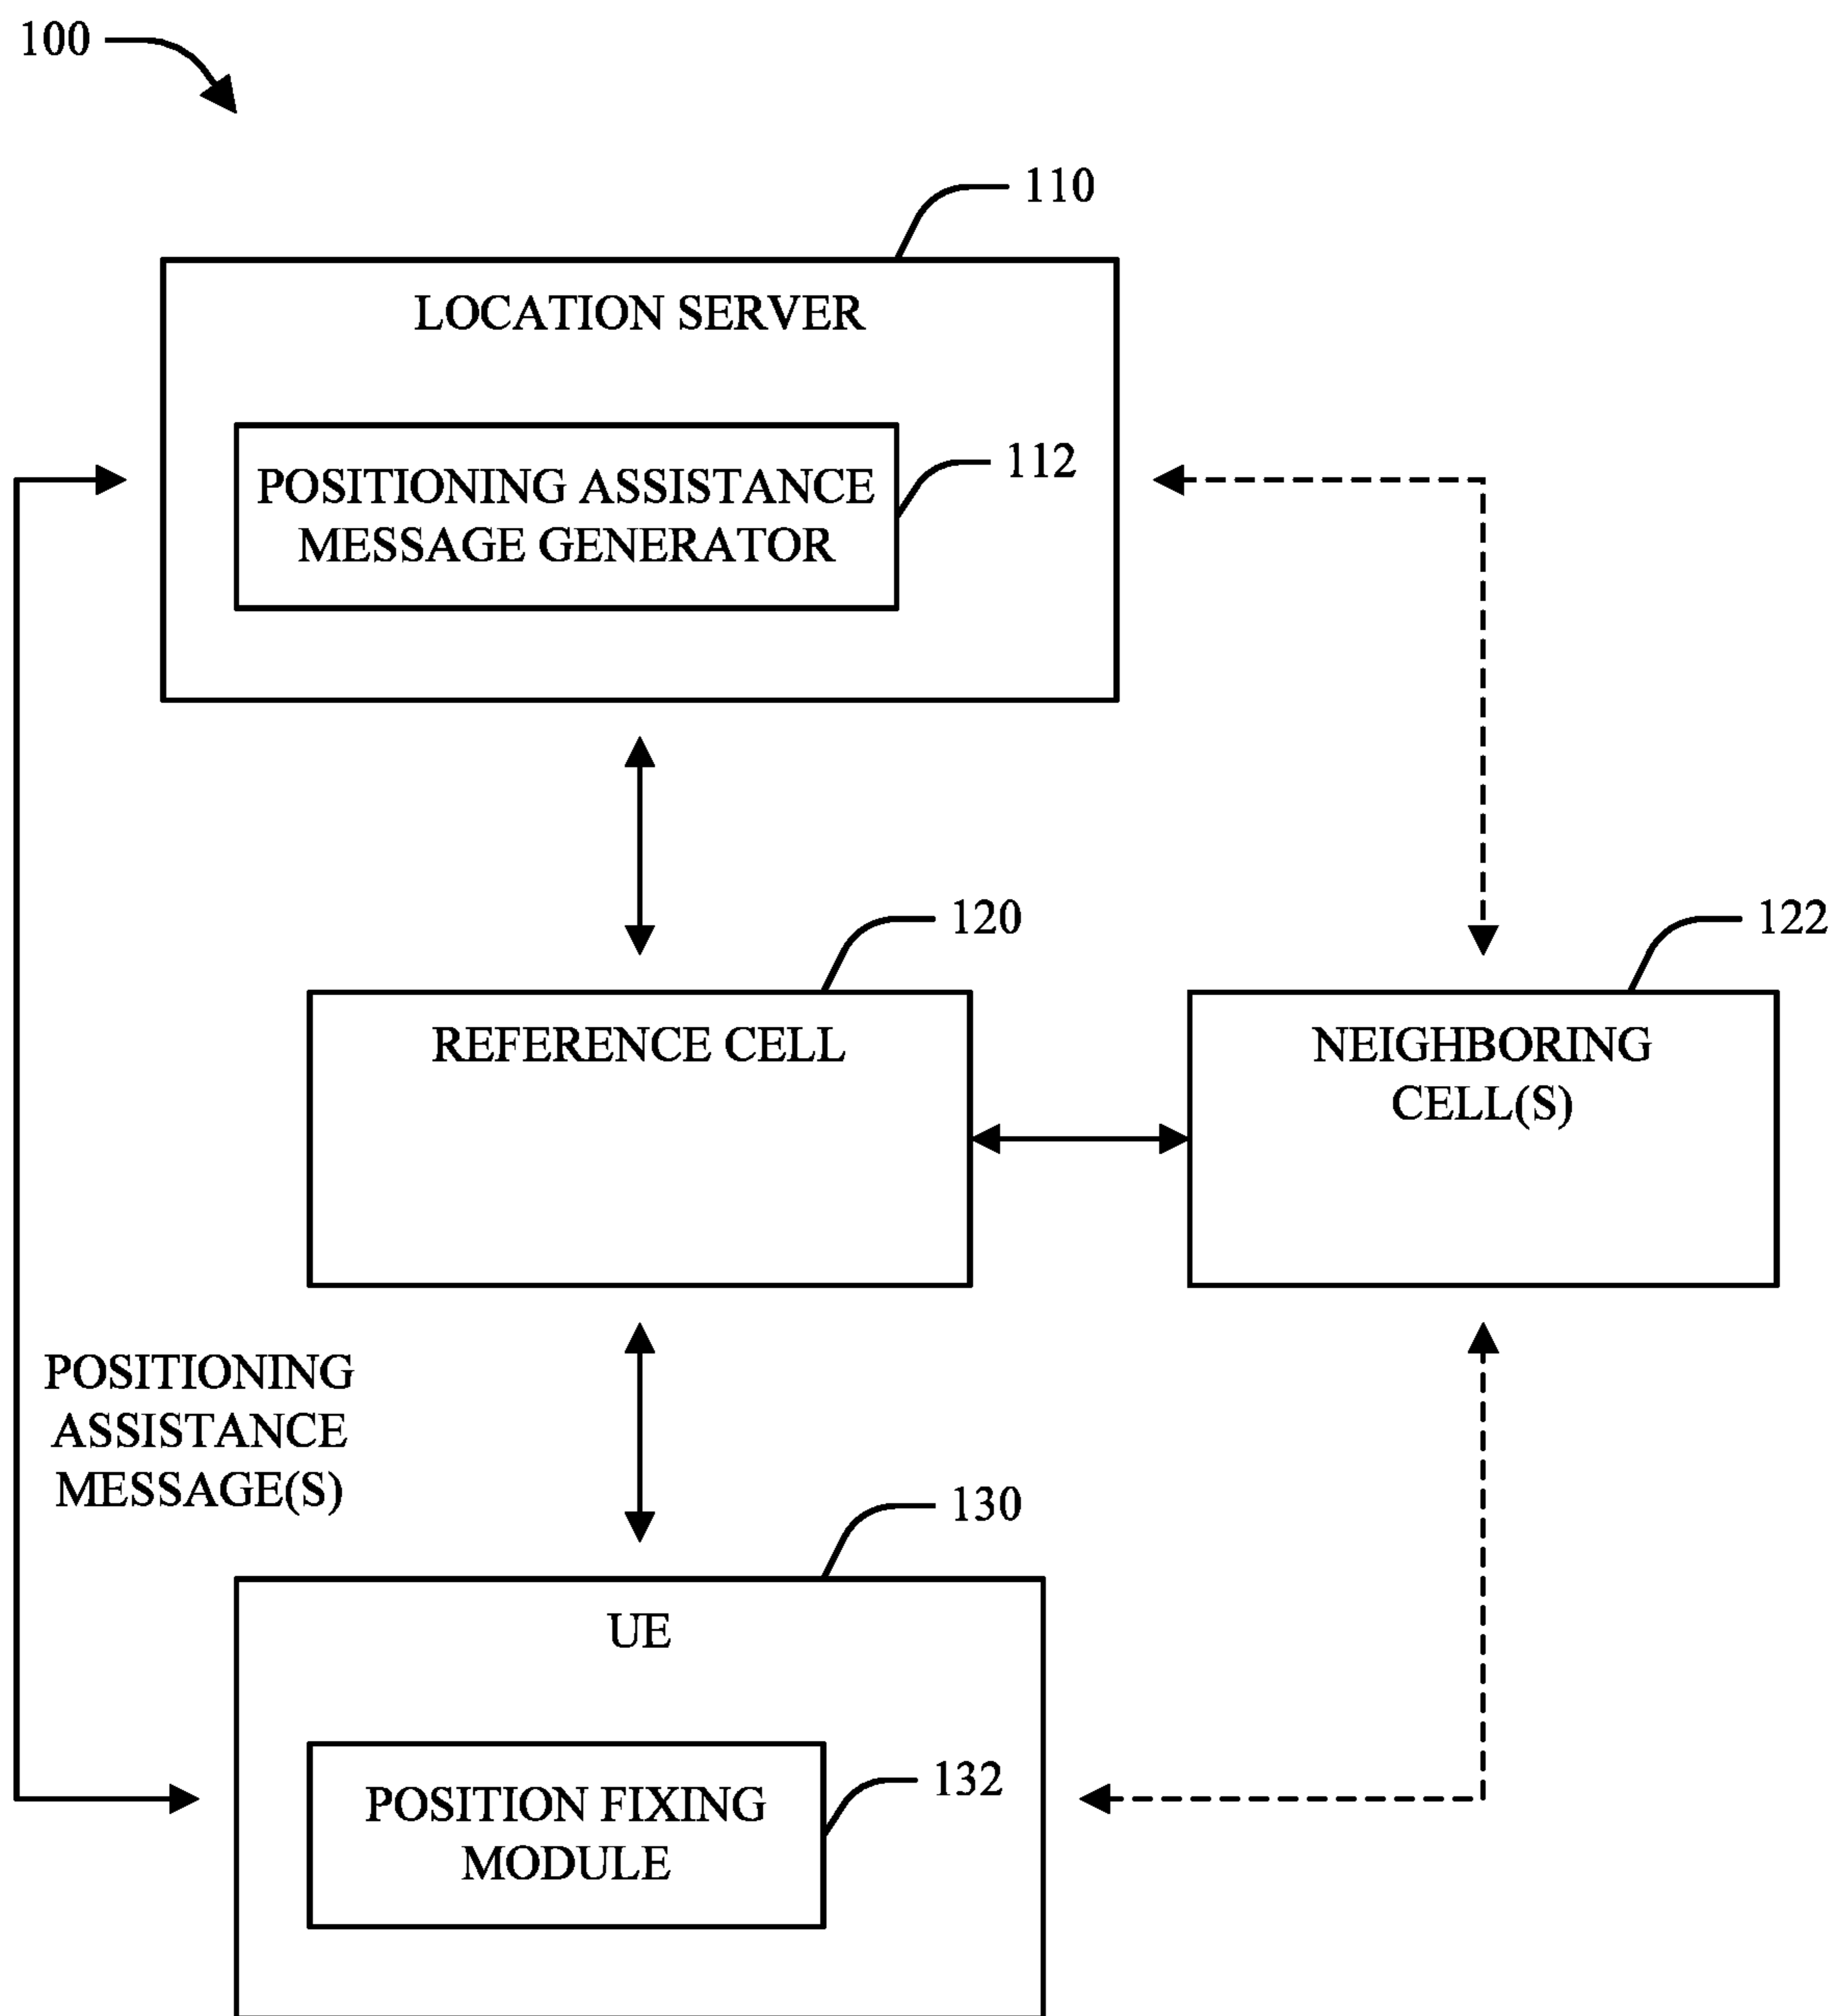 100
110
LOCATION SERVER
POSITIONING ASSISTANCE
MESSAGE GENERATOR
112
120
122
REFERENCE CELL
NEIGHBORING
CELL(S)
POSITIONING
ASSISTANCE
MESSAGE(S)
130
UE
POSITION FIXING
MODULE
132